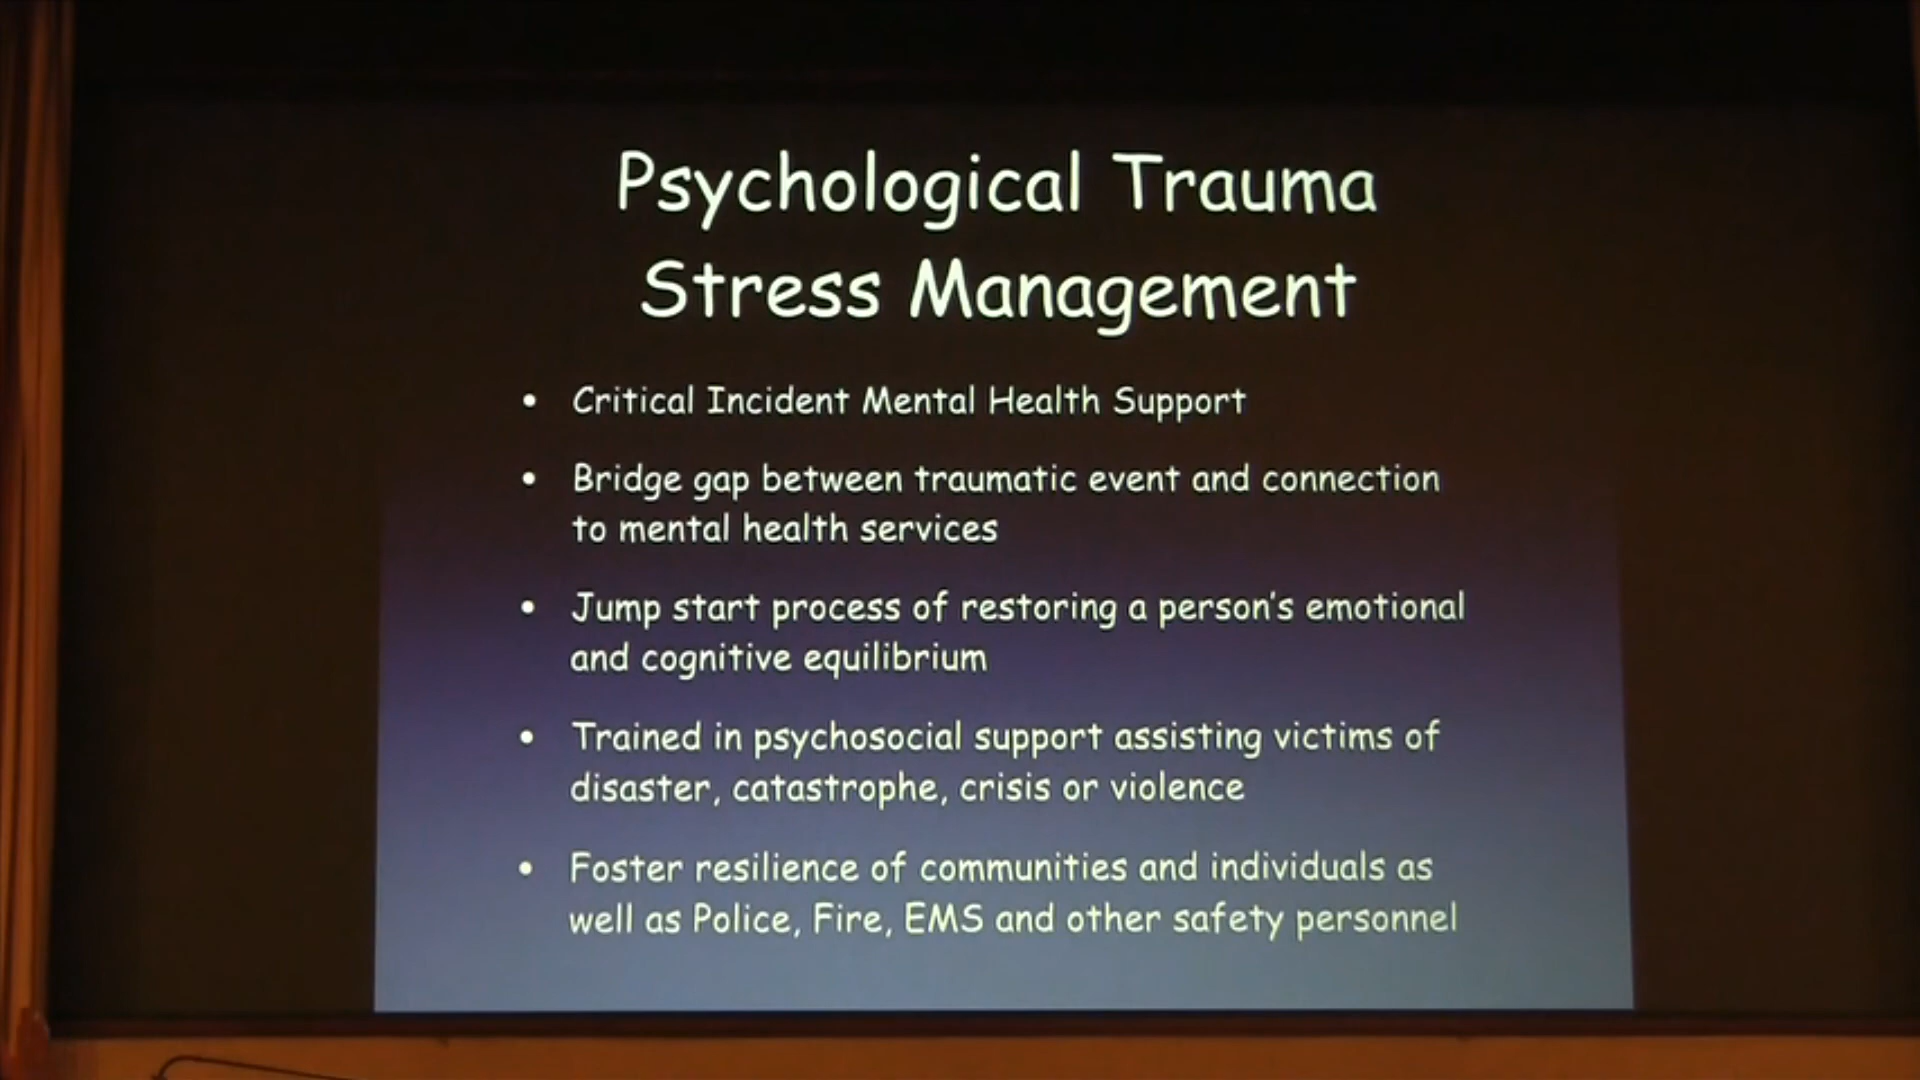 Psychological Trauma
Stress Management
• Critical Incident Mental Health Support
• Bridge gap between traumatic event and connection
to mental health services
• Jump start process of restoring a person's emotional
and cognitive equilibrium
• Trained in psychosocial support assisting victims of
disaster, catastrophe, crisis or violence
• Foster resilience of communities and individuals as
well as Police, Fire, EMS and other safety personnel